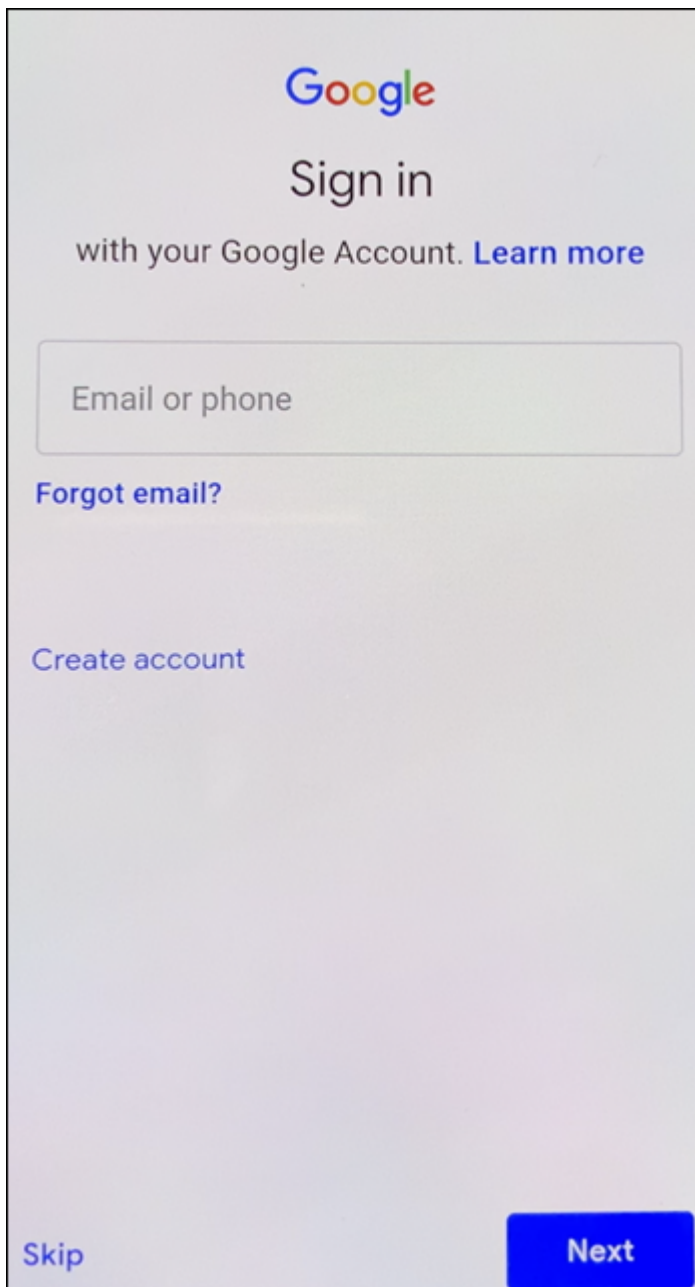 Google
Sign in
with your Google Account. Learn more
Email or phone
Forgot email?
Create account
Skip
Next